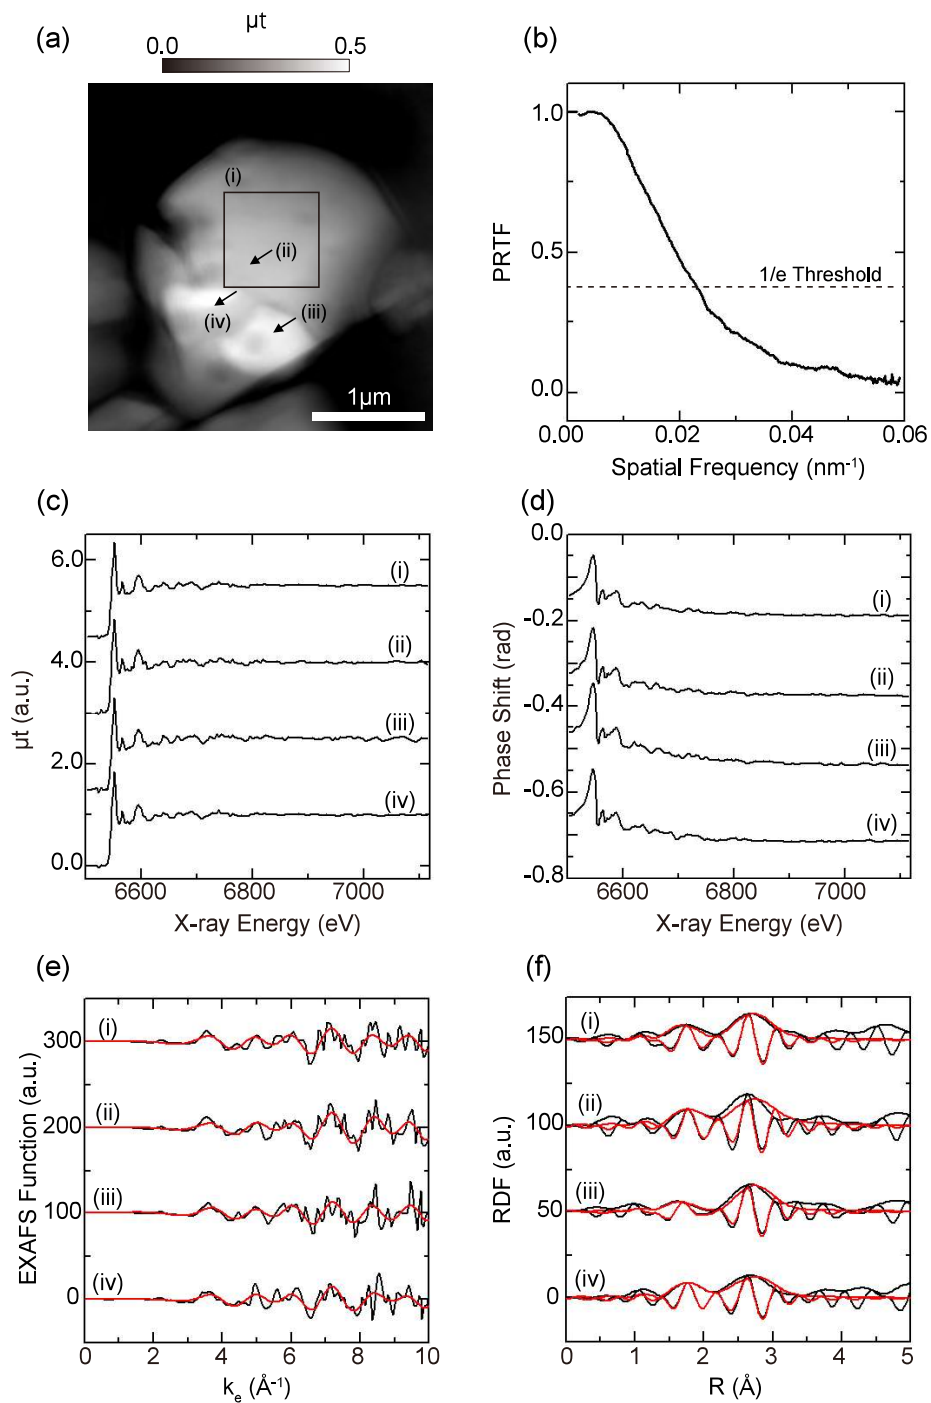 (a)
µt
0.0
0.5
(i)
(ii)
(iii)
(iv)
1µm
(b)
1.0
0.5
0.0
PRTF
1/e Threshold
0.00
0.02
0.04
0.06
Spatial Frequency (nm⁻¹)
(c)
6.0
4.0
2.0
0.0
µt (a.u.)
(i)
(ii)
(iii)
(iv)
6600
6800
7000
X-ray Energy (eV)
(d)
0.0
-0.2
-0.4
-0.6
-0.8
Phase Shift (rad)
(i)
(ii)
(iii)
(iv)
6600
6800
7000
X-ray Energy (eV)
(e)
300
200
100
0
EXAFS Function (a.u.)
(i)
(ii)
(iii)
(iv)
0
2
4
6
8
10
kₑ (Å⁻¹)
(f)
150
100
50
0
RDF (a.u.)
(i)
(ii)
(iii)
(iv)
0
1
2
3
4
5
R (Å)